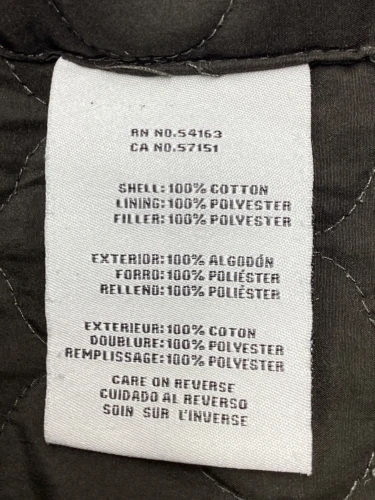 RN NO.54163
CA NO.57151
SHELL:100% COTTON
LINING:100% POLYESTER
FILLER:100% POLYESTER
EXTERIOR:100% ALGODÓN
FORRO:100% POLIÉSTER
RELLENO:100% POLIÉSTER
EXTERIEUR:100% COTON
DOUBLURE:100% POLYESTER
REMPLISSAGE:100% POLYESTER
CARE ON REVERSE
CUIDADO AL REVERSO
SOIN SUR L'INVERSE